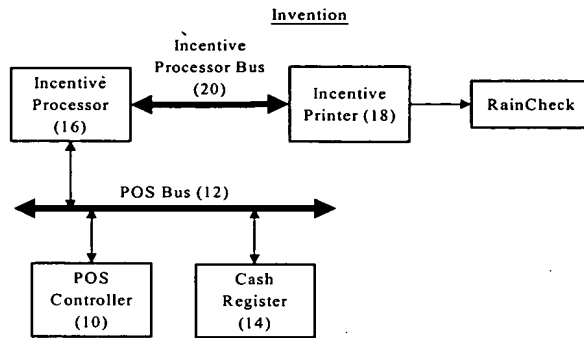 Invention
Incentive
Processor Bus
(20)
Incentive
Processor
(16)
Incentive
Printer (18)
RainCheck
POS Bus (12)
POS
Controller
(10)
Cash
Register
(14)